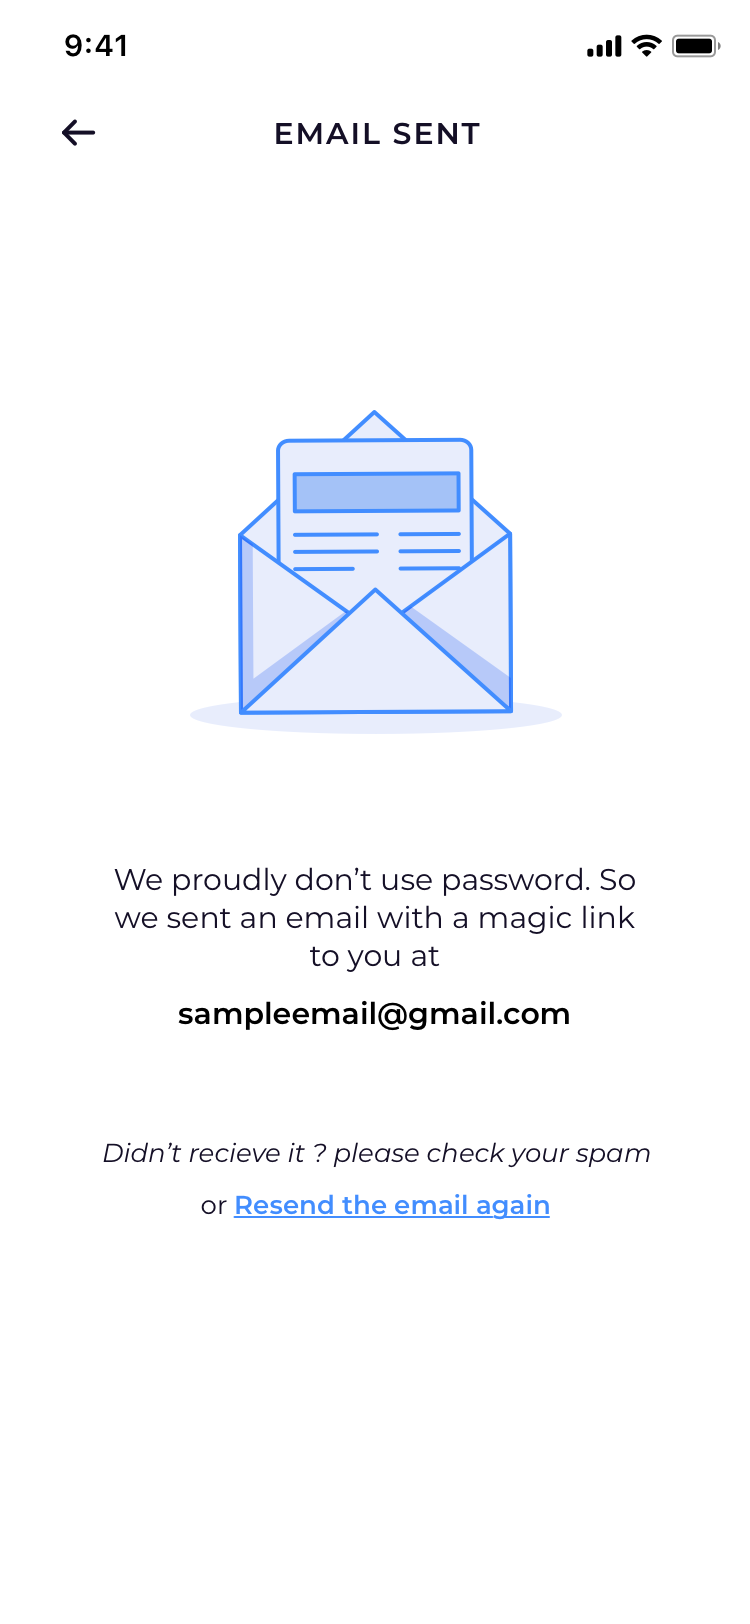 9:41
EMAIL SENT
We proudly don’t use password. So
we sent an email with a magic link
to you at
sampleemail@gmail.com
Didn’t recieve it ? please check your spam
or Resend the email again